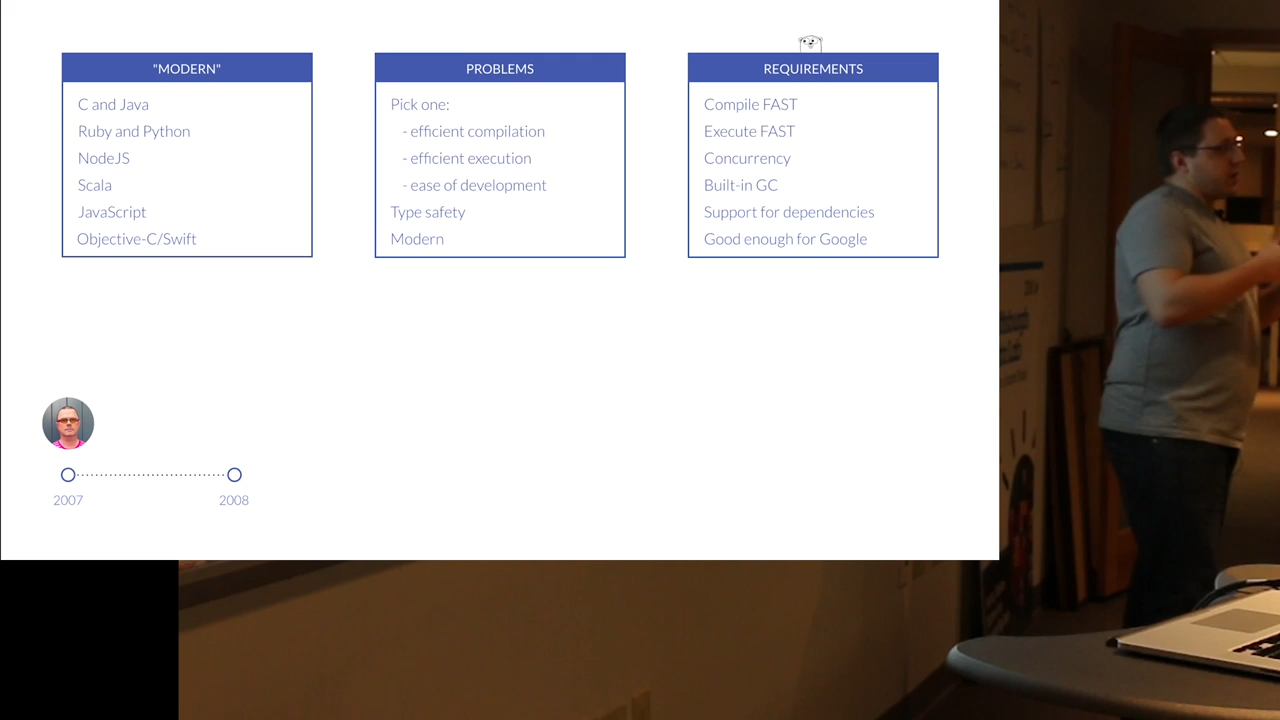 "MODERN"
C and Java
Ruby and Python
NodeJS
Scala
JavaScript
Objective-C/Swift
PROBLEMS
Pick one:
- efficient compilation
- efficient execution
- ease of development
Type safety
Modern
REQUIREMENTS
Compile FAST
Execute FAST
Concurrency
Built-in GC
Support for dependencies
Good enough for Google
2007
2008